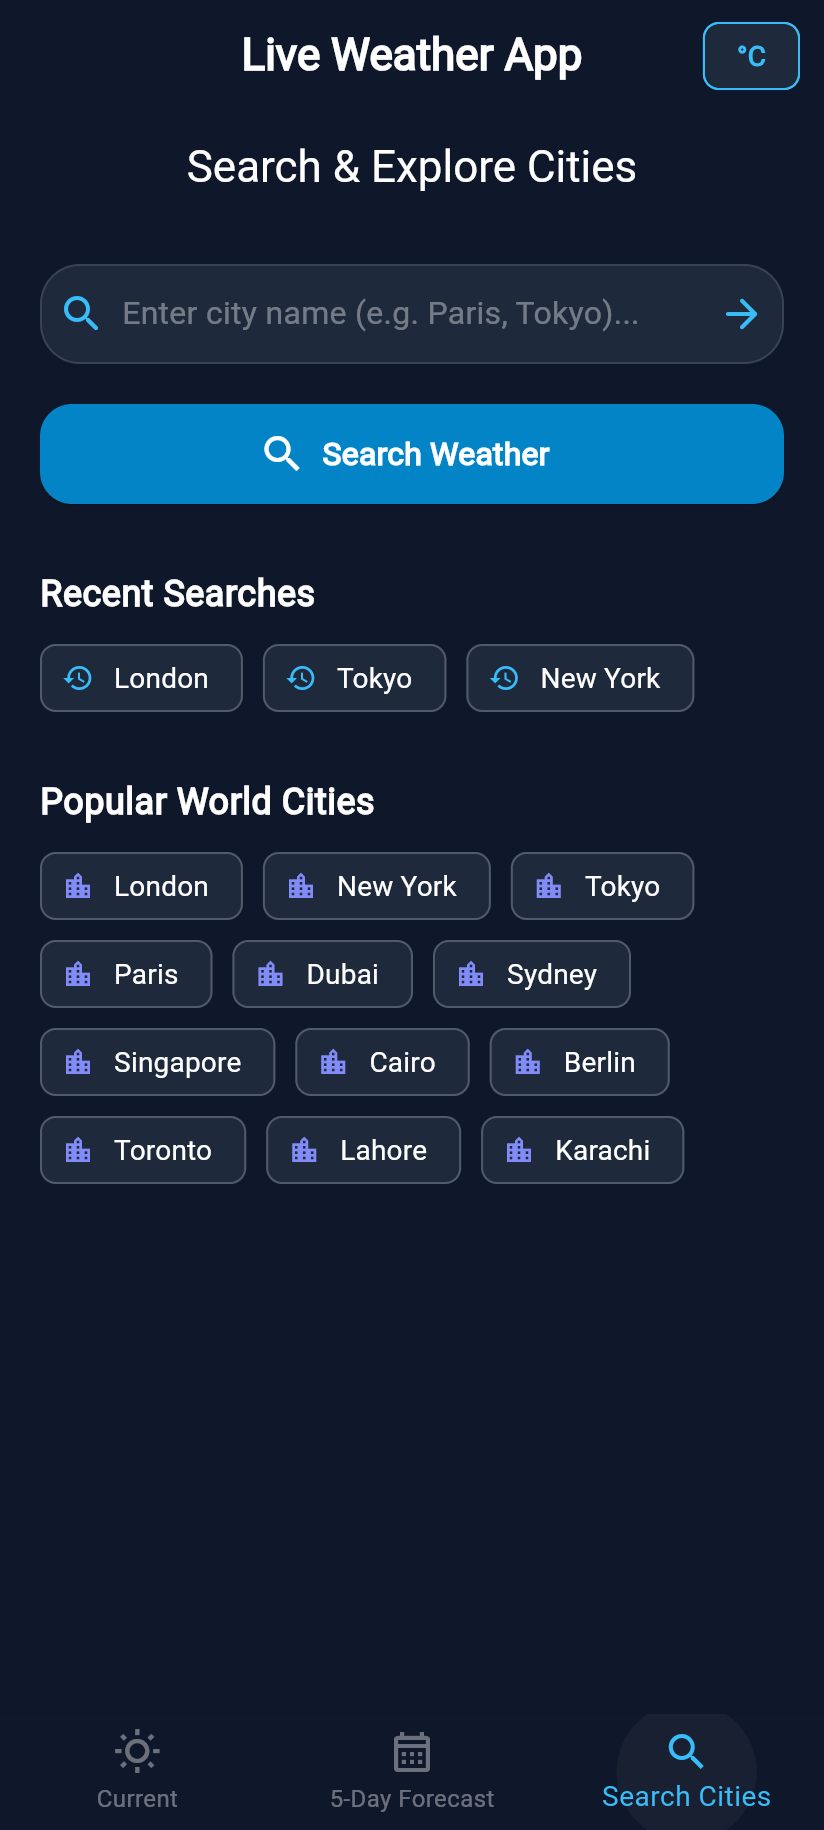 Live Weather App
°C
Search & Explore Cities
Enter city name (e.g. Paris, Tokyo)...
Search Weather
Recent Searches
London Tokyo New York
Popular World Cities
London New York Tokyo
Paris Dubai Sydney
Singapore Cairo Berlin
Toronto Lahore Karachi
Current 5-Day Forecast Search Cities